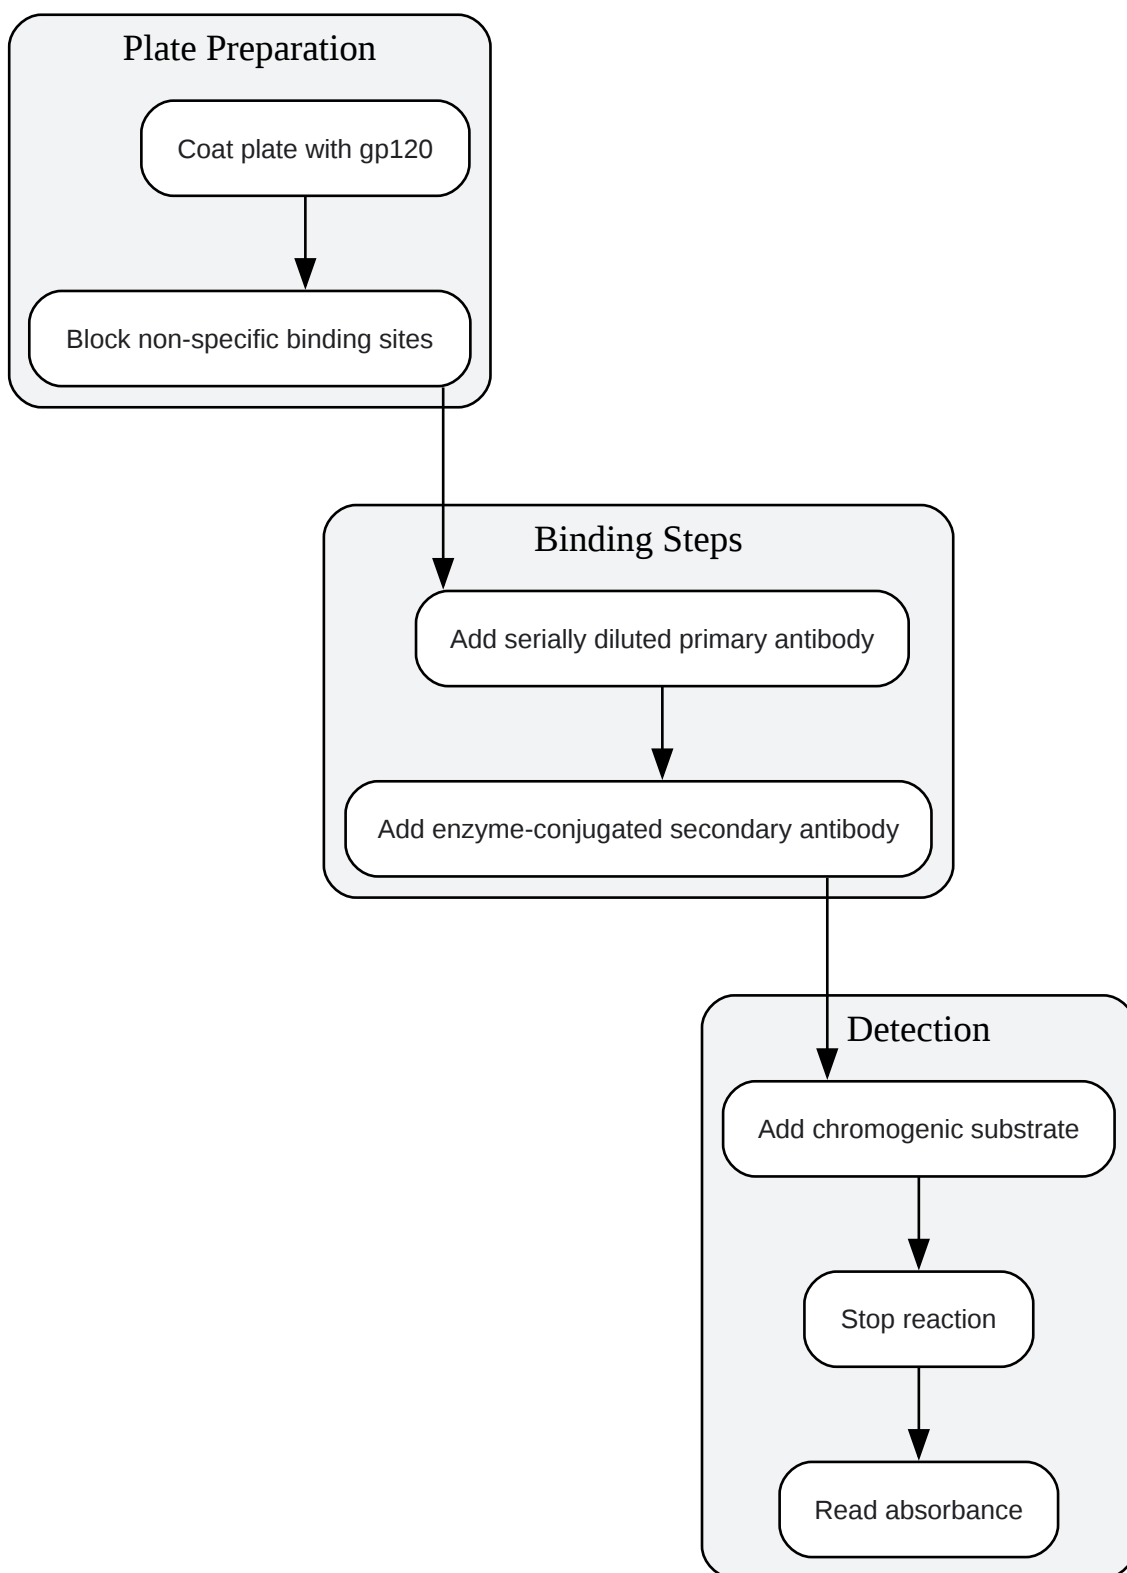 Plate Preparation
Coat plate with gp120
Block non-specific binding sites
Binding Steps
Add serially diluted primary antibody
Add enzyme-conjugated secondary antibody
Detection
Add chromogenic substrate
Stop reaction
Read absorbance